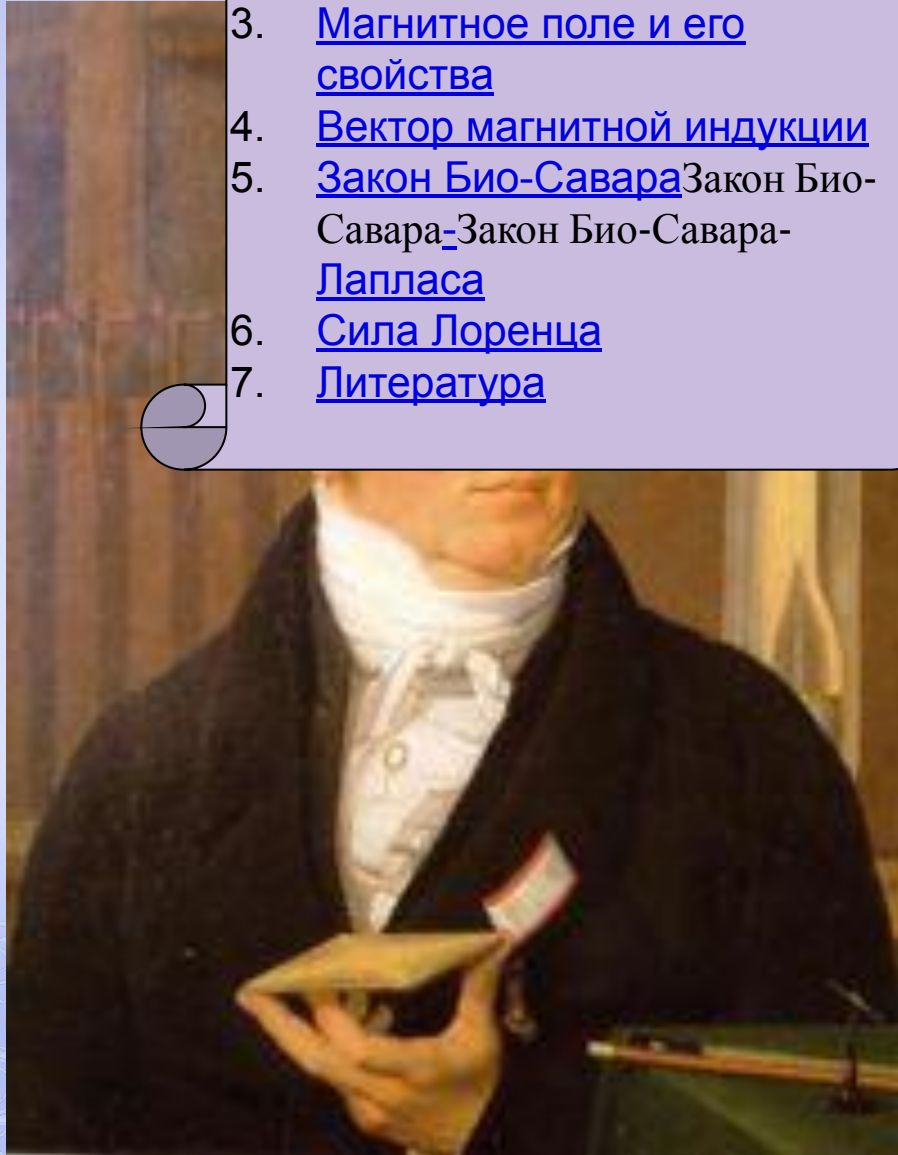 3. Магнитное поле и его
свойства
4. Вектор магнитной индукции
5. Закон Био-СавараЗакон Био-
Савара-Закон Био-Савара-
Лапласа
6. Сила Лоренца
7. Литература